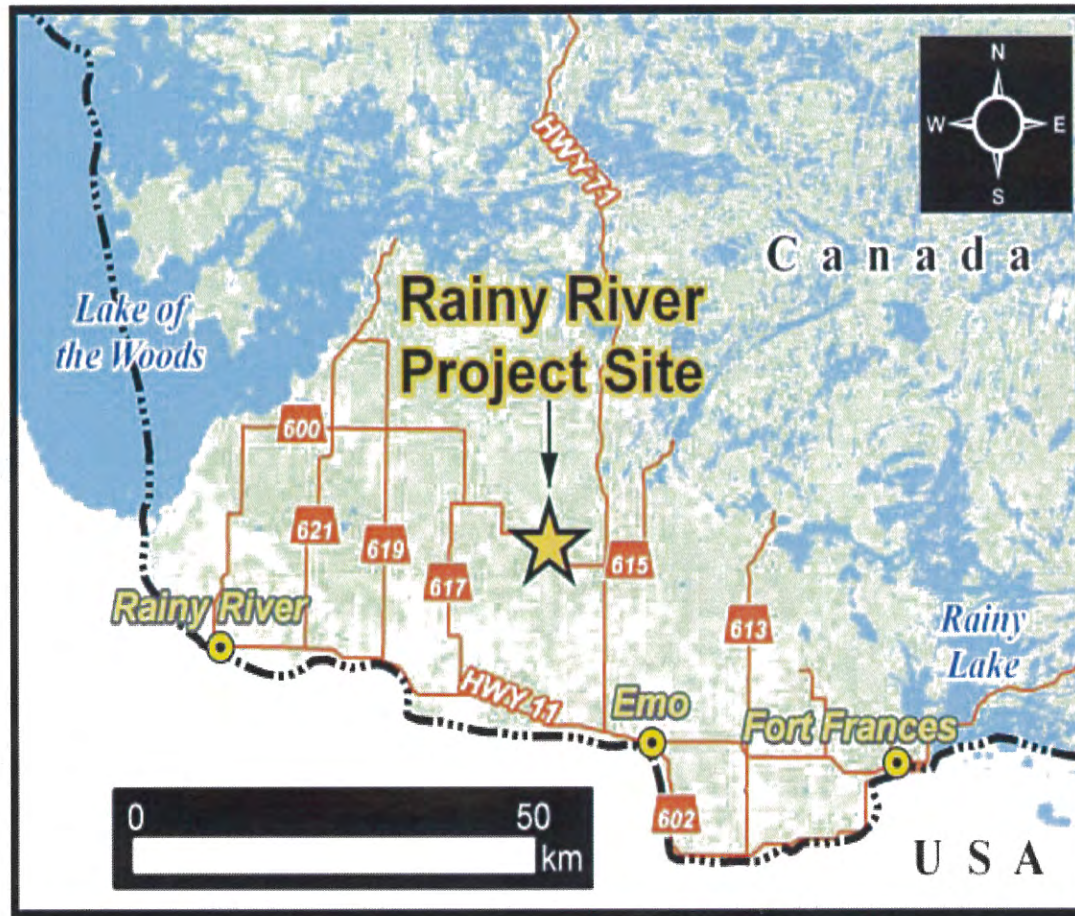 N
W
E
S
HWY 71
Canada
Lake of
the Woods
Rainy River
Project Site
600
621
619
617
615
613
Rainy River
Rainy
Lake
HWY 11
Emo
Fort Frances
602
0
50
km
USA